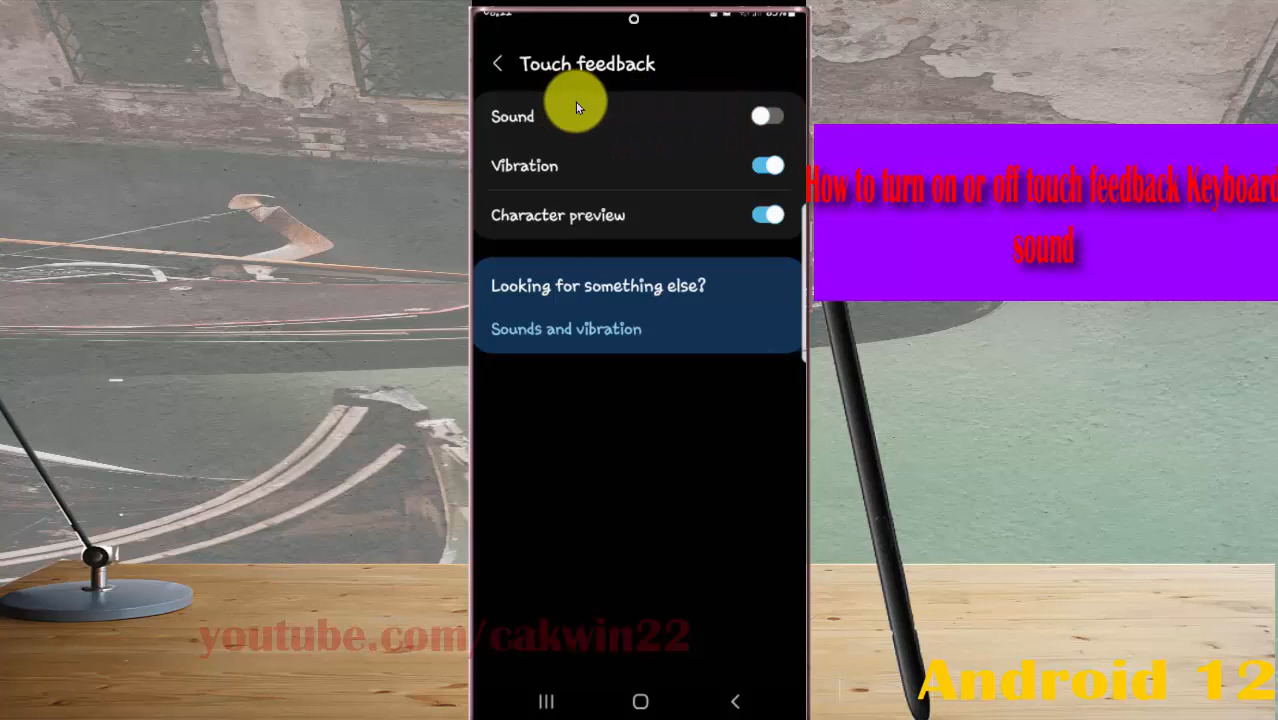 Touch feedback
Sound
Vibration
Character preview
Looking for something else?
Sounds and vibration
How to turn on or off touch feedback Keyboard
sound
youtube.com/cakwin22
Android 12